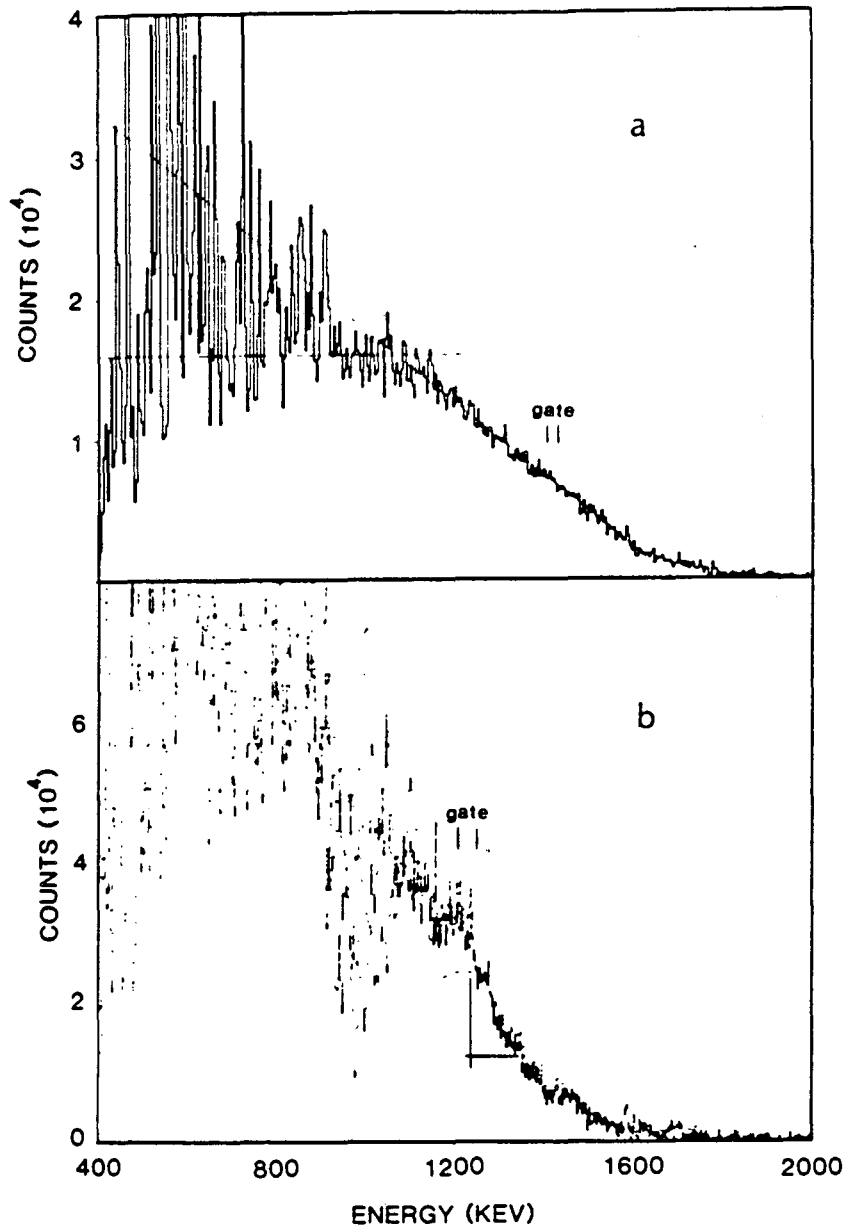 4
3
2
1
COUNTS (10⁴)
a
gate
6
4
2
0
COUNTS (10⁴)
b
gate
400 800 1200 1600 2000
ENERGY (KEV)